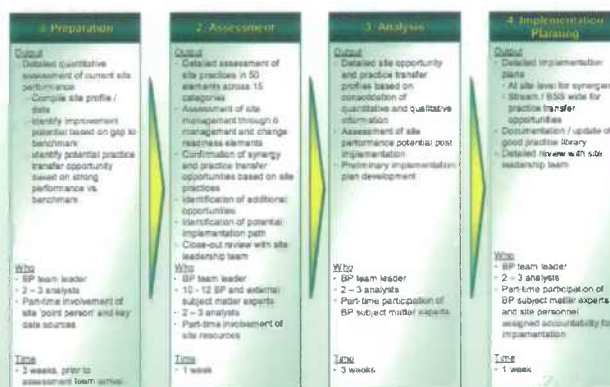 1. Preparation
Output
- Detailed quantitative
assessment of current site
performance
- Compile site profile /
data
- Identify improvement
potential based on gap to
benchmark
- Identify potential practice
transfer opportunity
based on strong
performance vs.
benchmark
Who
- BP team leader
- 2 – 3 analysts
- Part-time involvement of
site 'point person' and key
data sources
Time
- 3 weeks, prior to
assessment team arrival
2. Assessment
Output
- Detailed assessment of
site practices in 50
elements across 15
categories
- Assessment of site
management through 6
management and change
readiness elements
- Confirmation of synergy
and practice transfer
opportunities based on site
practices
- Identification of additional
opportunities
- Identification of potential
implementation path
- Close-out review with site
leadership team
Who
- BP team leader
- 10 - 12 BP and external
subject matter experts
- 2 – 3 analysts
- Part-time involvement of
site resources
Time
- 1 week
3. Analysis
Output
- Detailed site opportunity
and practice transfer
profiles based on
consolidation of
quantitative and qualitative
information
- Assessment of site
performance potential post
implementation
- Preliminary implementation
plan development
Who
- BP team leader
- 2 – 3 analysts
- Part-time participation of
BP subject matter experts
Time
- 3 weeks
4. Implementation
Planning
Output
- Detailed implementation
plans
- At site level for synergies
- Stream / BSS wide for
practice transfer
opportunities
- Documentation / update of
good practice library
- Detailed review with site
leadership team
Who
- BP team leader
- 2 – 3 analysts
- Part-time participation of
BP subject matter experts
and site personnel
assigned accountability for
implementation
Time
- 1 week